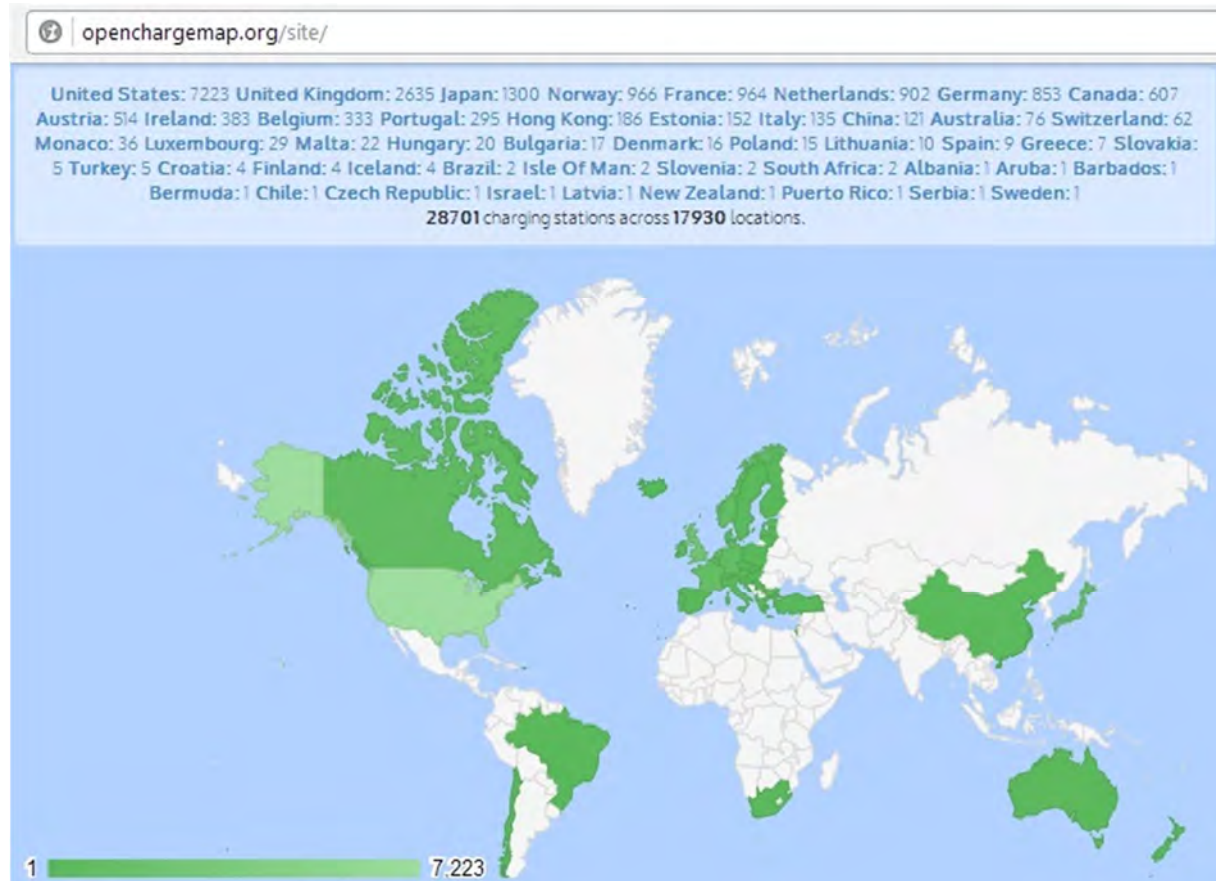 openchargemap.org/site/
United States: 7223 United Kingdom: 2635 Japan: 1300 Norway: 966 France: 964 Netherlands: 902 Germany: 853 Canada: 607
Austria: 514 Ireland: 383 Belgium: 333 Portugal: 295 Hong Kong: 186 Estonia: 152 Italy: 135 China: 121 Australia: 76 Switzerland: 62
Monaco: 36 Luxembourg: 29 Malta: 22 Hungary: 20 Bulgaria: 17 Denmark: 16 Poland: 15 Lithuania: 10 Spain: 9 Greece: 7 Slovakia:
5 Turkey: 5 Croatia: 4 Finland: 4 Iceland: 4 Brazil: 2 Isle Of Man: 2 Slovenia: 2 South Africa: 2 Albania: 1 Aruba: 1 Barbados: 1
Bermuda: 1 Chile: 1 Czech Republic: 1 Israel: 1 Latvia: 1 New Zealand: 1 Puerto Rico: 1 Serbia: 1 Sweden: 1
28701 charging stations across 17930 locations.
1 7,223